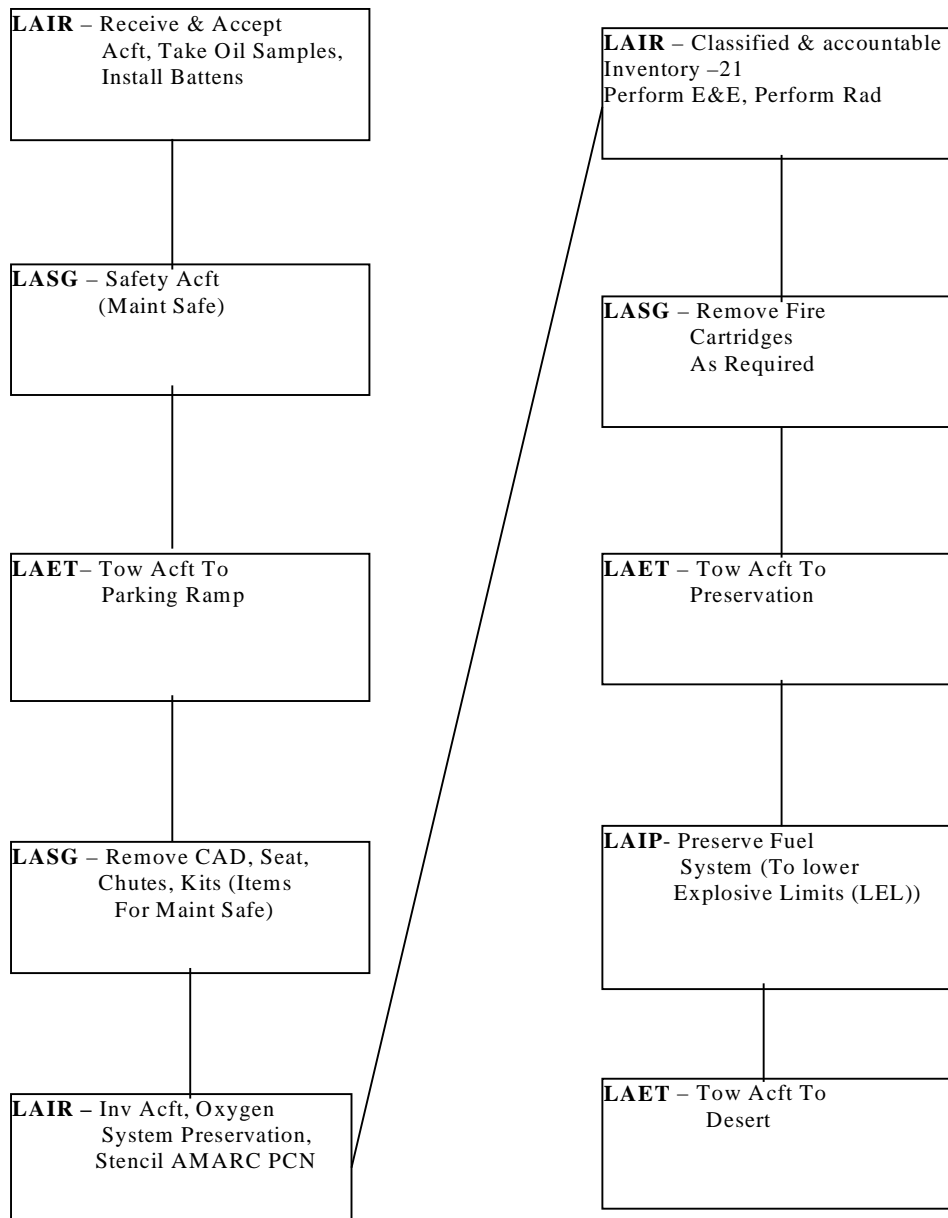 LAIR – Receive & Accept
Acft, Take Oil Samples,
Install Battens
LASG – Safety Acft
(Maint Safe)
LAET– Tow Acft To
Parking Ramp
LASG – Remove CAD, Seat,
Chutes, Kits (Items
For Maint Safe)
LAIR – Inv Acft, Oxygen
System Preservation,
Stencil AMARC PCN
LAIR – Classified & accountable
Inventory –21
Perform E&E, Perform Rad
LASG – Remove Fire
Cartridges
As Required
LAET – Tow Acft To
Preservation
LAIP- Preserve Fuel
System (To lower
Explosive Limits (LEL))
LAET – Tow Acft To
Desert